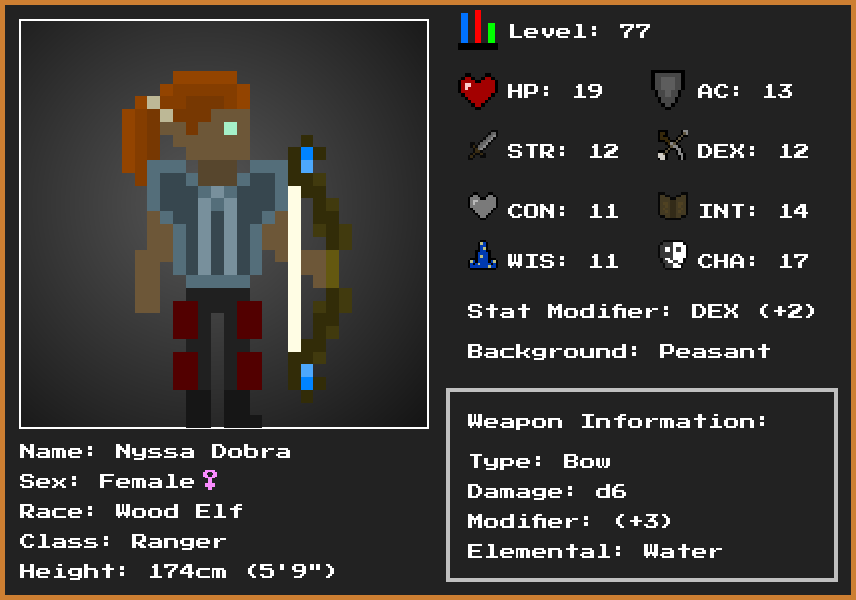 Level: 77
HP: 19 AC: 13
STR: 12 DEX: 12
CON: 11 INT: 14
WIS: 11 CHA: 17
Stat Modifier: DEX (+2)
Background: Peasant
Weapon Information:
Type: Bow
Damage: d6
Modifier: (+3)
Elemental: Water
Name: Nyssa Dobra
Sex: Female♀
Race: Wood Elf
Class: Ranger
Height: 174cm (5'9")